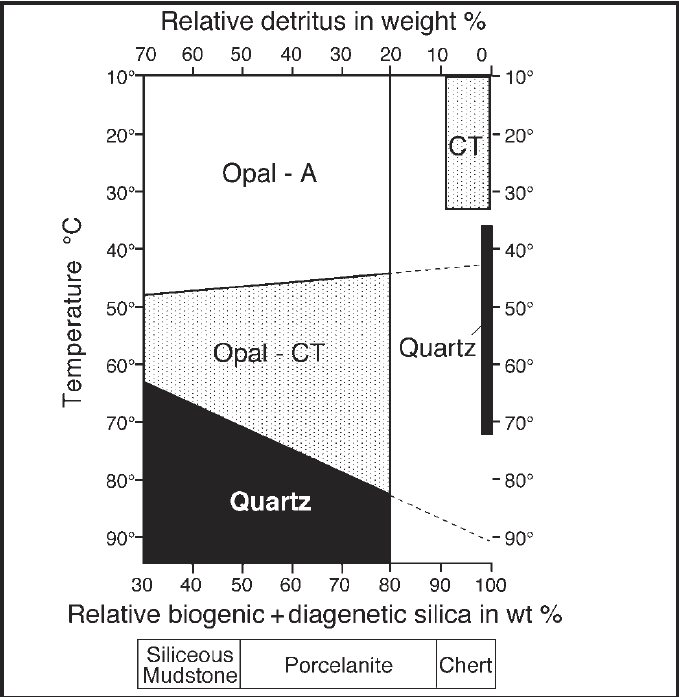 Relative detritus in weight %
70 60 50 40 30 20 10 0
10° 10°
20° 20°
30° 30°
40° 40°
50° 50°
60° 60°
70° 70°
80° 80°
90° 90°
Temperature °C
Opal - A
CT
Opal - CT
Quartz
Quartz
30 40 50 60 70 80 90 100
Relative biogenic + diagenetic silica in wt %
Siliceous
Mudstone
Porcelanite
Chert